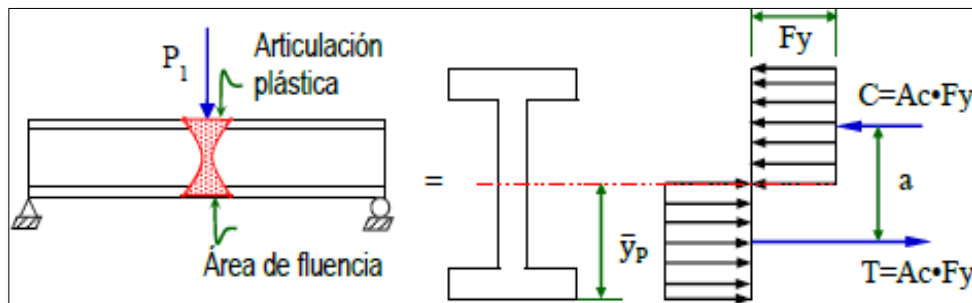 P1
Articulación
plástica
Área de fluencia
=
Fy
C=Ac•Fy
a
ȳP
T=Ac•Fy